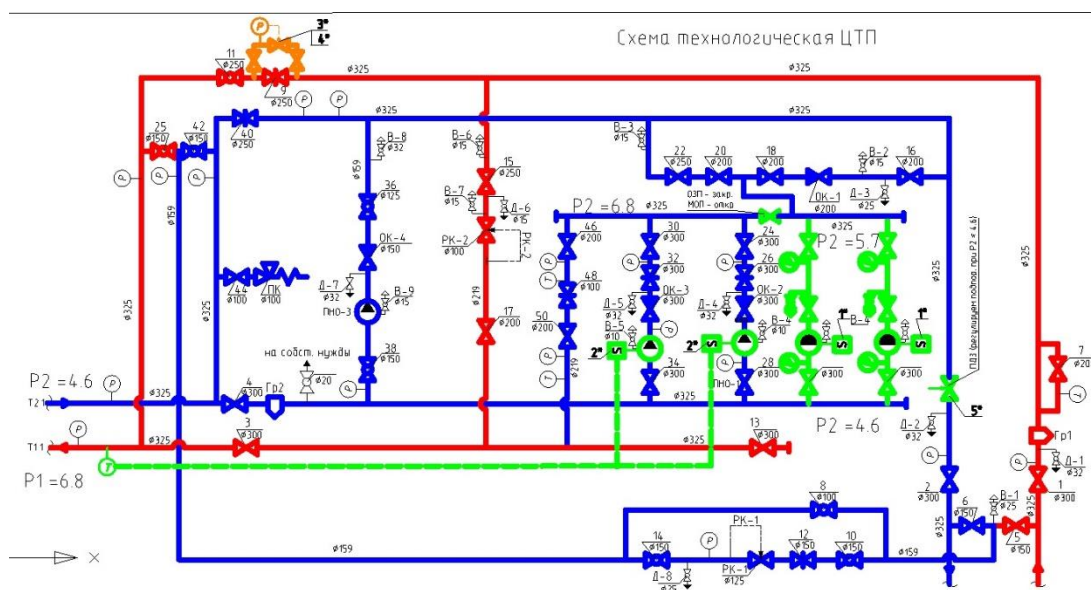 Схема технологическая ЦТП
P
3*
4*
11
ø250
9
ø250
ø325
ø325
ø325
25
ø150
42
ø150
40
ø250
P
P
ø325
ø325
В-8
ø32
В-6
ø15
В-3
ø15
15
ø250
22
ø250
20
ø200
18
ø200
В-2
ø15
16
ø200
ОК-1
ø200
Д-3
ø25
P
P
P
ø159
ø159
36
ø125
В-7
ø15
Д-6
ø15
ОЗП - закр.
МОП - откр
P2 =6.8
ø325
ø325
P2 =5.7
ОК-4
ø150
РК-2
ø100
РК-2
46
ø200
30
ø300
24
ø300
32
ø300
26
ø300
48
ø100
P
T
P
P
44
ø100
ПК
ø100
Д-7
ø32
В-9
ø15
ПНО-3
ø219
Д-5
ø32
ОК-3
ø300
Д-4
ø32
ОК-2
ø300
ø325
ø325
ø325
ø325
17
ø200
50
ø200
В-5
ø10
В-4
ø10
В-4
1*
1*
S
S
S
S
2*
2*
P
38
ø150
на собст. нужды
ø20
P
T
ø219
34
ø300
28
ø300
ø300
ø300
7
P2 =4.6
P
T21
ø325
4
ø300
Гр2
P
ø325
ø325
P2 =4.6
5*
Д-2
ø32
Гр1
T
T11
P
ø325
3
ø300
ø325
13
ø300
P1 =6.8
T
P
P
Д-1
ø32
2
ø300
1
ø300
В-1
ø25
6
ø150
5
ø150
ø325
ø325
8
ø100
14
ø150
P
РК-1
12
ø150
10
ø150
РК-1
ø125
Д-8
ø25
ø159
ø159
X